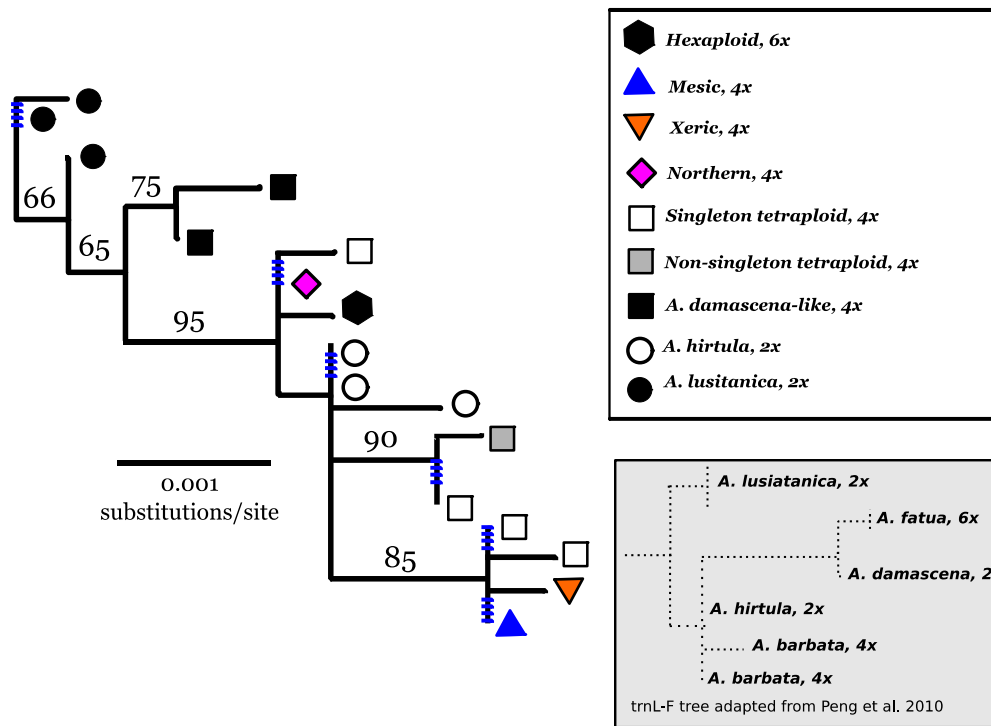 66
65
75
95
90
85
0.001
substitutions/site
Hexaploid, 6x
Mesic, 4x
Xeric, 4x
Northern, 4x
Singleton tetraploid, 4x
Non-singleton tetraploid, 4x
A. damascena-like, 4x
A. hirtula, 2x
A. lusitanica, 2x
A. lusiatanica, 2x
A. fatua, 6x
A. damascena, 2
A. hirtula, 2x
A. barbata, 4x
A. barbata, 4x
trnL-F tree adapted from Peng et al. 2010